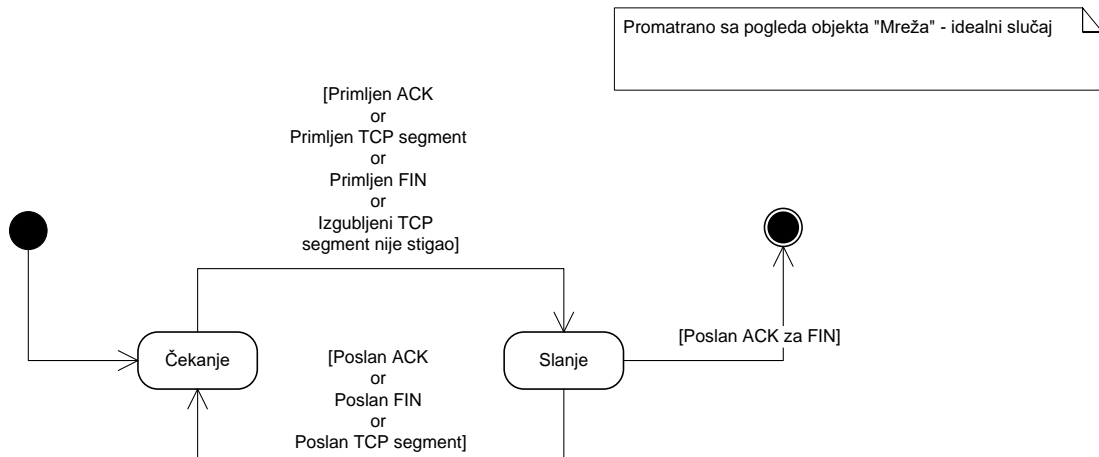 Promatrano sa pogleda objekta "Mreža" - idealni slučaj
[Primljen ACK
or
Primljen TCP segment
or
Primljen FIN
or
Izgubljeni TCP
segment nije stigao]
[Poslan ACK za FIN]
Čekanje
Slanje
[Poslan ACK
or
Poslan FIN
or
Poslan TCP segment]